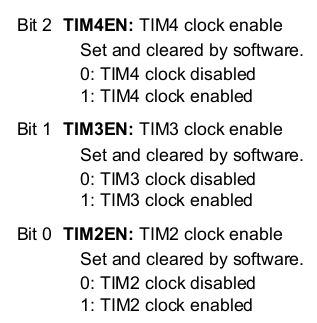 Bit 2 TIM4EN: TIM4 clock enable
Set and cleared by software.
0: TIM4 clock disabled
1: TIM4 clock enabled
Bit 1 TIM3EN: TIM3 clock enable
Set and cleared by software.
0: TIM3 clock disabled
1: TIM3 clock enabled
Bit 0 TIM2EN: TIM2 clock enable
Set and cleared by software.
0: TIM2 clock disabled
1: TIM2 clock enabled